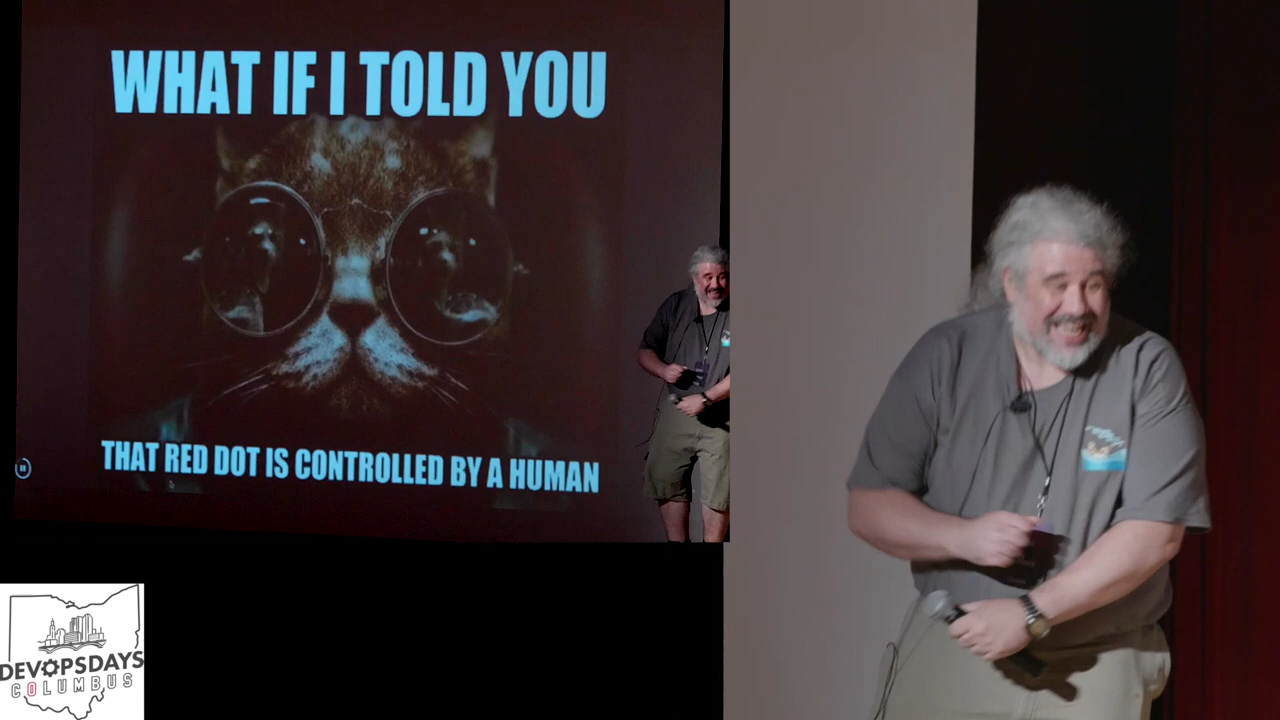 WHAT IF I TOLD YOU
THAT RED DOT IS CONTROLLED BY A HUMAN
DEVOPSDAYS
COLUMBUS